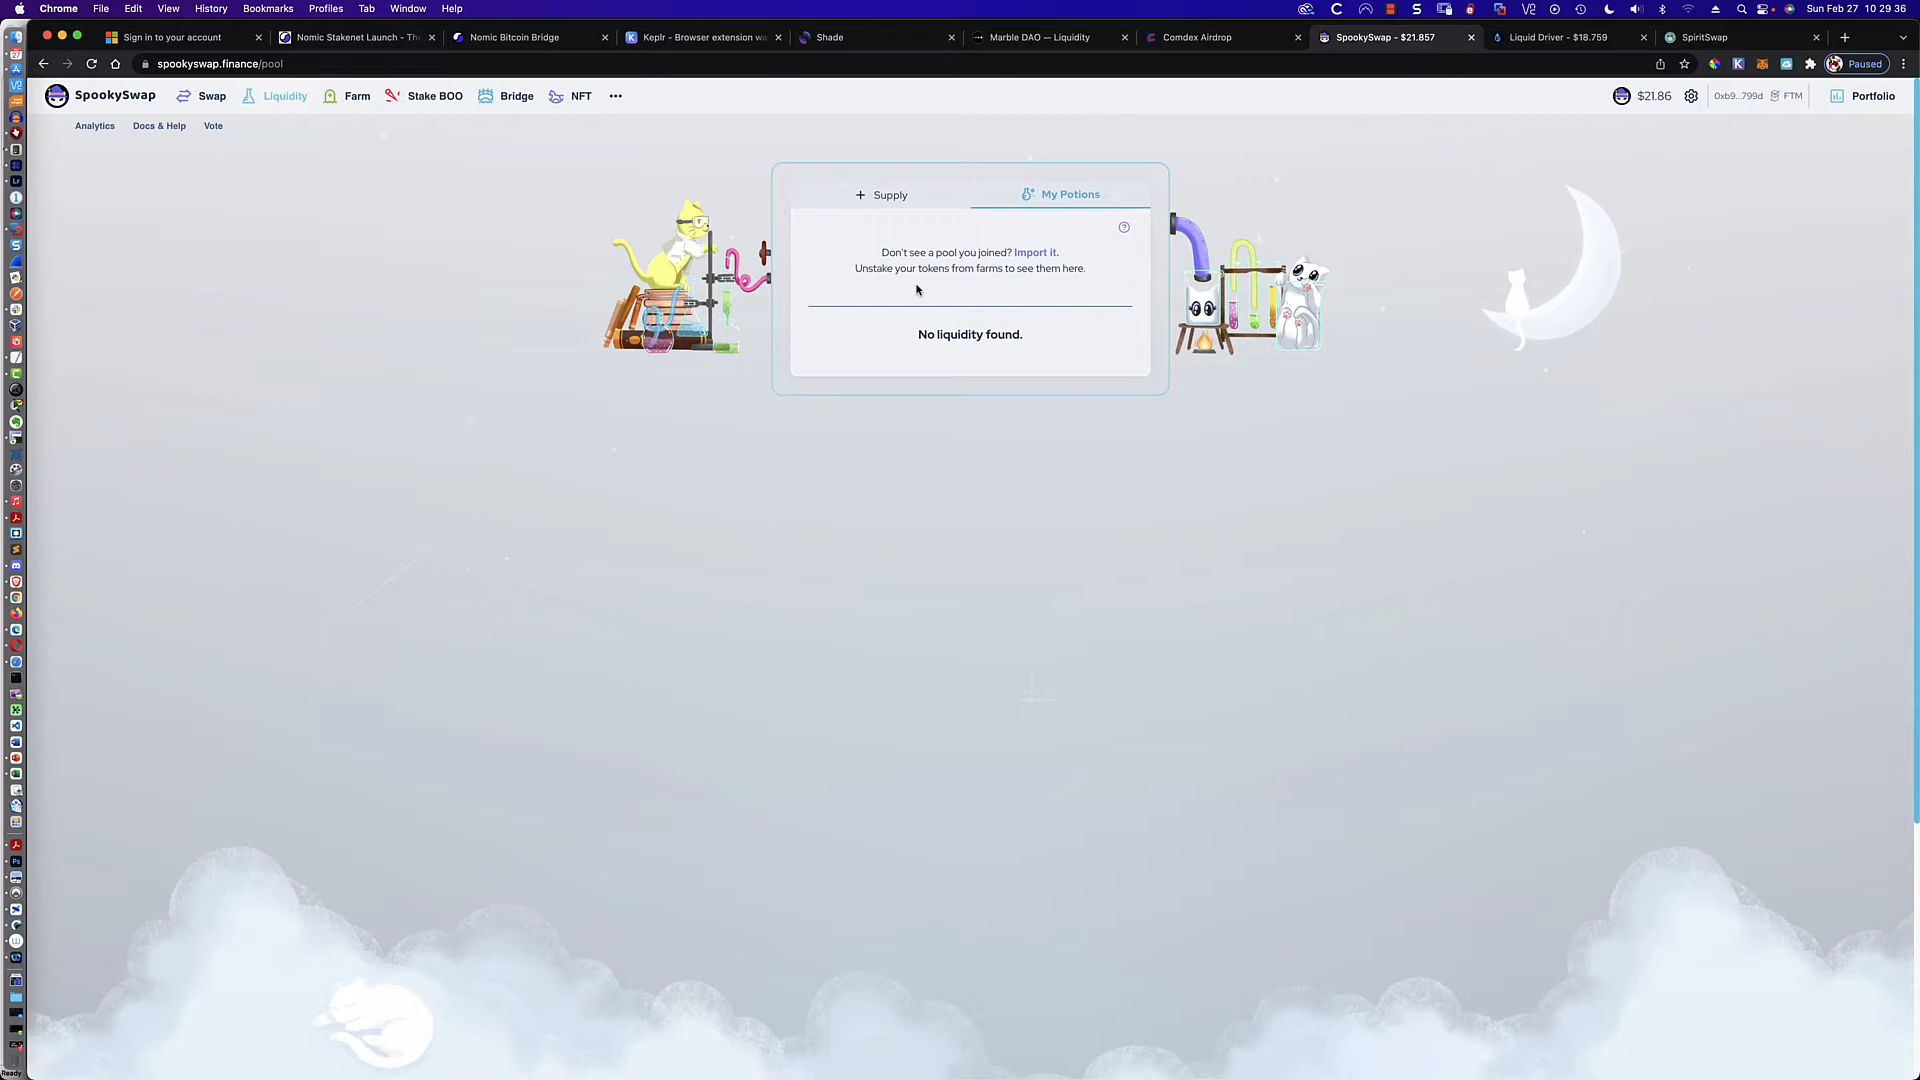 Chrome File Edit View History Bookmarks Profiles Tab Window Help Sun Feb 27 10 29 36
Sign in to your account Nomic Stakenet Launch - The Nomic Bitcoin Bridge Keplr - Browser extension wa Shade Marble DAO — Liquidity Comdex Airdrop SpookySwap - $21.857 Liquid Driver - $18.759 SpiritSwap
spookyswap.finance/pool Paused
SpookySwap Swap Liquidity Farm Stake BOO Bridge NFT $21.86 0xb9...799d FTM Portfolio
Analytics Docs & Help Vote
+ Supply My Potions
Don't see a pool you joined? Import it.
Unstake your tokens from farms to see them here.
No liquidity found.
Ready